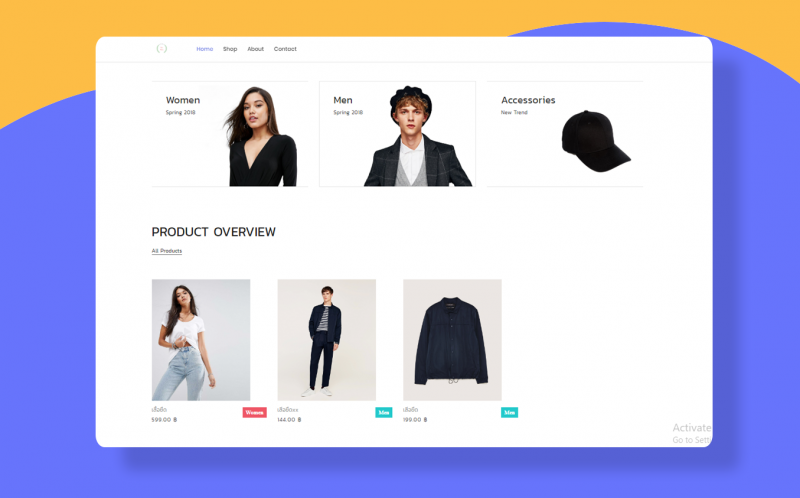 Home Shop About Contact
Women
Spring 2018
Men
Spring 2018
Accessories
New Trend
PRODUCT OVERVIEW
All Products
เสื้อยืด
599.00 ฿
Women
เสื้อยืดxx
144.00 ฿
Men
เสื้อยืด
199.00 ฿
Men
Activate
Go to Setti